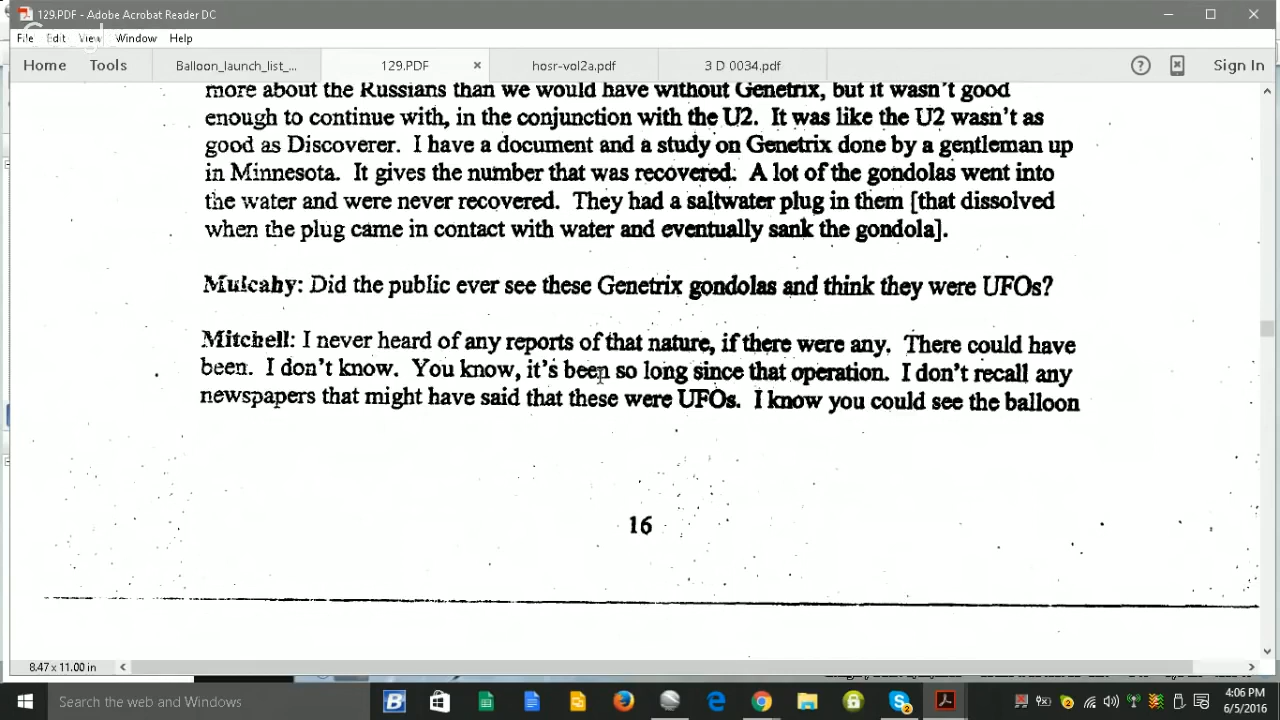 129.PDF - Adobe Acrobat Reader DC
Google
File Edit View Window Help
Home Tools Balloon_launch_list_... 129.PDF × hosr-vol2a.pdf 3 D 0034.pdf Sign In
more about the Russians than we would have without Genetrix, but it wasn't good
enough to continue with, in the conjunction with the U2. It was like the U2 wasn't as
good as Discoverer. I have a document and a study on Genetrix done by a gentleman up
in Minnesota. It gives the number that was recovered. A lot of the gondolas went into
the water and were never recovered. They had a saltwater plug in them [that dissolved
when the plug came in contact with water and eventually sank the gondola].
Mulcahy: Did the public ever see these Genetrix gondolas and think they were UFOs?
Mitchell: I never heard of any reports of that nature, if there were any. There could have
been. I don't know. You know, it's been so long since that operation. I don't recall any
newspapers that might have said that these were UFOs. I know you could see the balloon
16
8.47 x 11.00 in
Search the web and Windows
4:06 PM
6/5/2016